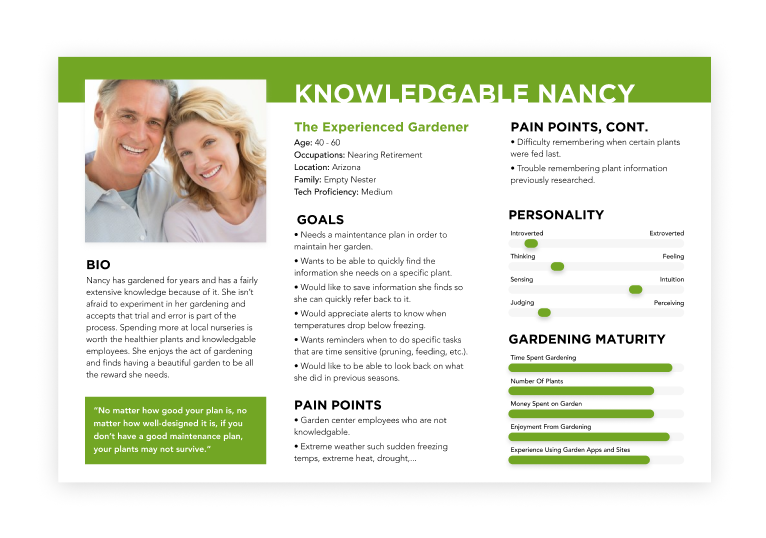 KNOWLEDGABLE NANCY
BIO
Nancy has gardened for years and has a fairly
extensive knowledge because of it. She isn't
afraid to experiment in her gardening and
accepts that trial and error is part of the
process. Spending more at local nurseries is
worth the healthier plants and knowledgable
employees. She enjoys the act of gardening
and finds having a beautiful garden to be all
the reward she needs.
"No matter how good your plan is, no
matter how well-designed it is, if you
don't have a good maintenance plan,
your plants may not survive."
The Experienced Gardener
Age: 40 - 60
Occupations: Nearing Retirement
Location: Arizona
Family: Empty Nester
Tech Proficiency: Medium
GOALS
• Needs a maintentance plan in order to
maintain her garden.
• Wants to be able to quickly find the
information she needs on a specific plant.
• Would like to save information she finds so
she can quickly refer back to it.
• Would appreciate alerts to know when
temperatures drop below freezing.
• Wants reminders when to do specific tasks
that are time sensitive (pruning, feeding, etc.).
• Would like to be able to look back on what
she did in previous seasons.
PAIN POINTS
• Garden center employees who are not
knowledgable.
• Extreme weather such sudden freezing
temps, extreme heat, drought,...
PAIN POINTS, CONT.
• Difficulty remembering when certain plants
were fed last.
• Trouble remembering plant information
previously researched.
PERSONALITY
Introverted Extroverted
Thinking Feeling
Sensing Intuition
Judging Perceiving
GARDENING MATURITY
Time Spent Gardening
Number Of Plants
Money Spent on Garden
Enjoyment From Gardening
Experience Using Garden Apps and Sites